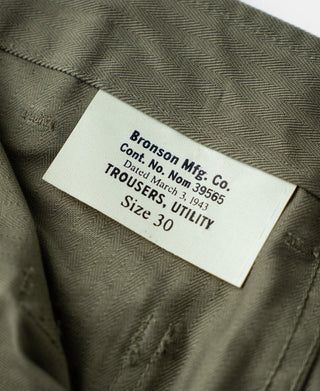 Bronson Mfg. Co.
Cont. No. Nom 39565
Dated March 3, 1943
TROUSERS, UTILITY
Size 30